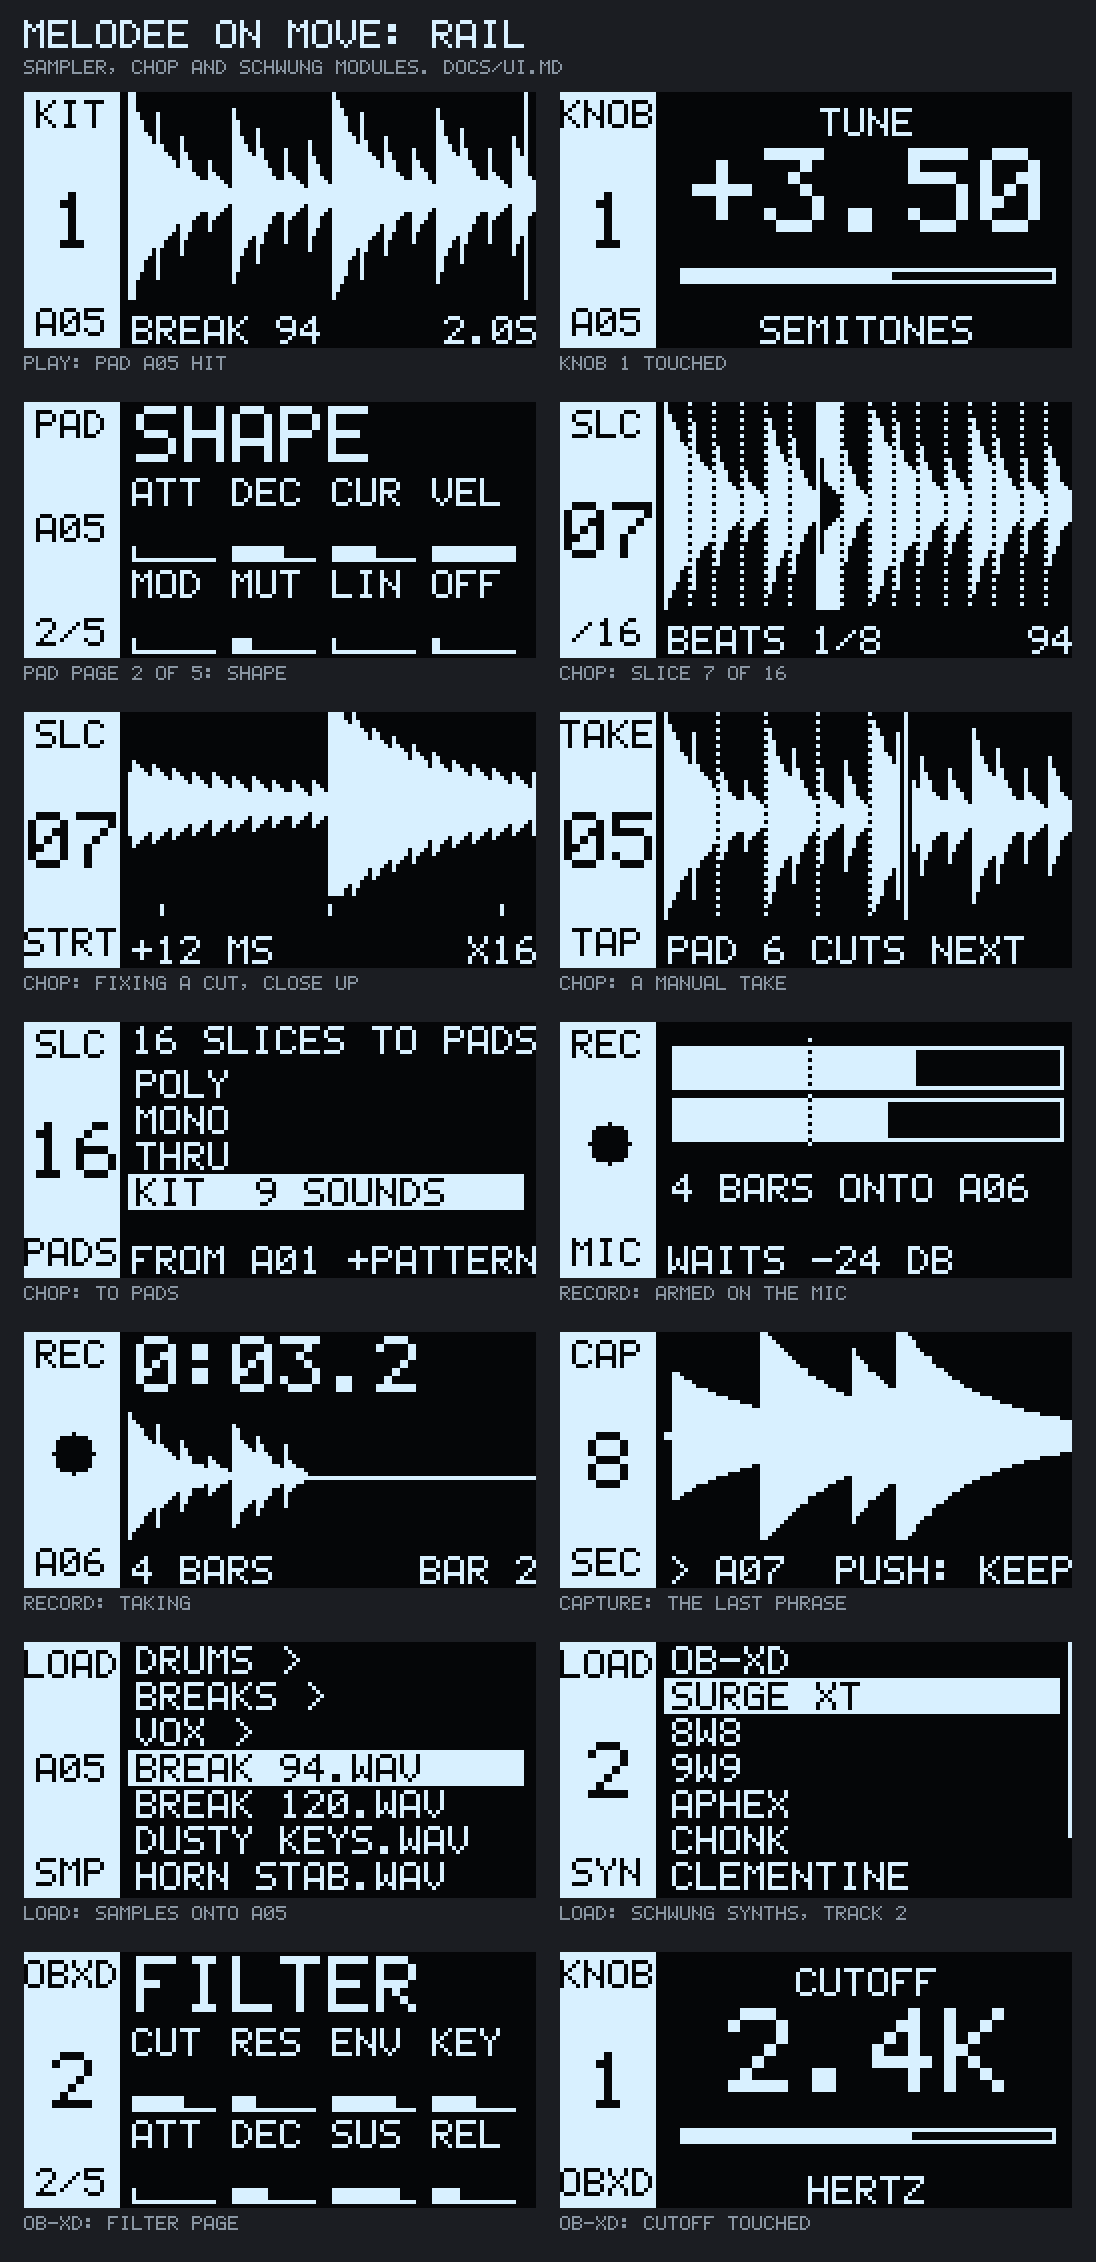 MELODEE ON MOVE: RAIL
SAMPLER, CHOP AND SCHWUNG MODULES. DOCS/UI.MD
KIT
1
A05
BREAK 94 2.0S
PLAY: PAD A05 HIT
KNOB
1
A05
TUNE
+3.50
SEMITONES
KNOB 1 TOUCHED
PAD
A05
2/5
SHAPE
ATT DEC CUR VEL
MOD MUT LIN OFF
PAD PAGE 2 OF 5: SHAPE
SLC
07
/16
BEATS 1/8 94
CHOP: SLICE 7 OF 16
SLC
07
STRT
+12 MS X16
CHOP: FIXING A CUT, CLOSE UP
TAKE
05
TAP
PAD 6 CUTS NEXT
CHOP: A MANUAL TAKE
SLC
16
PADS
16 SLICES TO PADS
POLY
MONO
THRU
KIT 9 SOUNDS
FROM A01 +PATTERN
CHOP: TO PADS
REC
MIC
4 BARS ONTO A06
WAITS -24 DB
RECORD: ARMED ON THE MIC
REC
A06
0:03.2
4 BARS BAR 2
RECORD: TAKING
CAP
8
SEC
> A07 PUSH: KEEP
CAPTURE: THE LAST PHRASE
LOAD
A05
SMP
DRUMS >
BREAKS >
VOX >
BREAK 94.WAV
BREAK 120.WAV
DUSTY KEYS.WAV
HORN STAB.WAV
LOAD: SAMPLES ONTO A05
LOAD
2
SYN
OB-XD
SURGE XT
8W8
9W9
APHEX
CHONK
CLEMENTINE
LOAD: SCHWUNG SYNTHS, TRACK 2
OBXD
2
2/5
FILTER
CUT RES ENV KEY
ATT DEC SUS REL
OB-XD: FILTER PAGE
KNOB
1
OBXD
CUTOFF
2.4K
HERTZ
OB-XD: CUTOFF TOUCHED